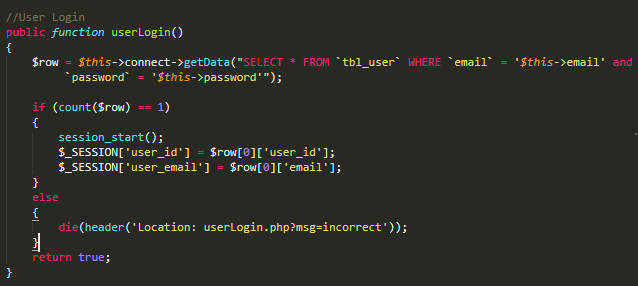 //User Login
public function userLogin()
{
$row = $this->connect->getData("SELECT * FROM `tbl_user` WHERE `email` = '$this->email' and
`password` = '$this->password'");
if (count($row) == 1)
{
session_start();
$_SESSION['user_id'] = $row[0]['user_id'];
$_SESSION['user_email'] = $row[0]['email'];
}
else
{
die(header('Location: userLogin.php?msg=incorrect'));
}
return true;
}